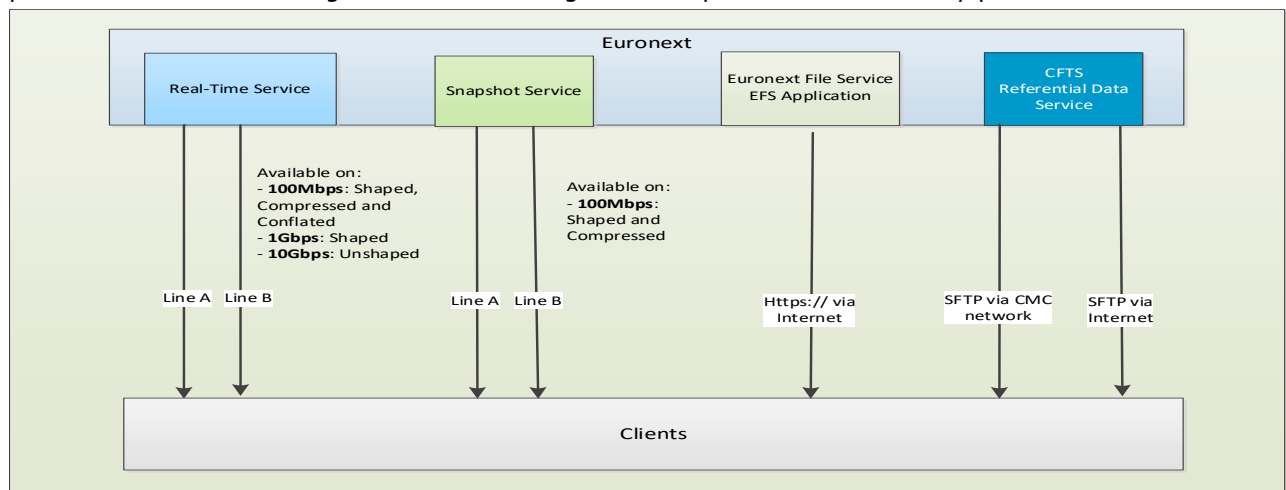 Euronext
Real-Time Service
Snapshot Service
Euronext File Service
EFS Application
CFTS
Referential Data
Service
Available on:
- 100Mbps: Shaped,
Compressed and
Conflated
- 1Gbps: Shaped
- 10Gbps: Unshaped
Available on:
- 100Mbps:
Shaped and
Compressed
Line A
Line B
Line A
Line B
Https:// via
Internet
SFTP via CMC
network
SFTP via
Internet
Clients